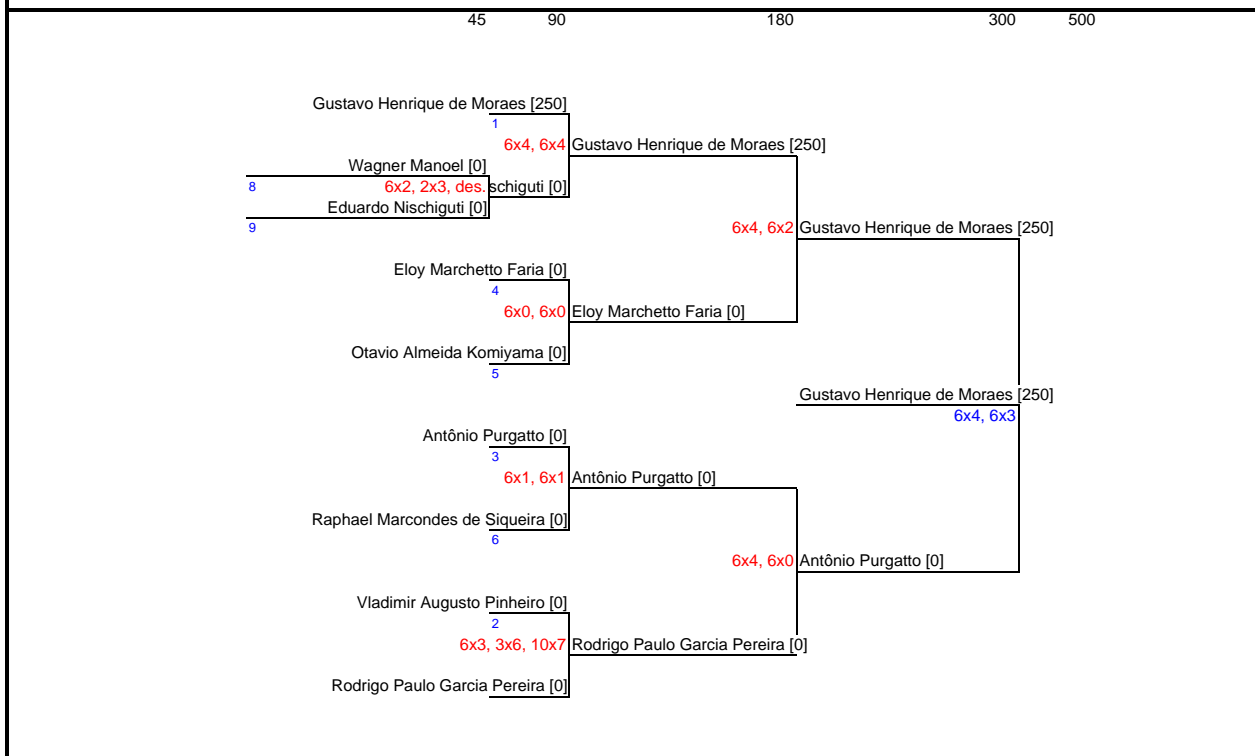 45 90 180 300 500
Gustavo Henrique de Moraes [250]
1
6x4, 6x4 Gustavo Henrique de Moraes [250]
Wagner Manoel [0]
8 6x2, 2x3, des. schiguti [0]
Eduardo Nischiguti [0]
9
6x4, 6x2 Gustavo Henrique de Moraes [250]
Eloy Marchetto Faria [0]
4
6x0, 6x0 Eloy Marchetto Faria [0]
Otavio Almeida Komiyama [0]
5
Gustavo Henrique de Moraes [250]
6x4, 6x3
Antônio Purgatto [0]
3
6x1, 6x1 Antônio Purgatto [0]
Raphael Marcondes de Siqueira [0]
6
6x4, 6x0 Antônio Purgatto [0]
Vladimir Augusto Pinheiro [0]
2
6x3, 3x6, 10x7 Rodrigo Paulo Garcia Pereira [0]
Rodrigo Paulo Garcia Pereira [0]